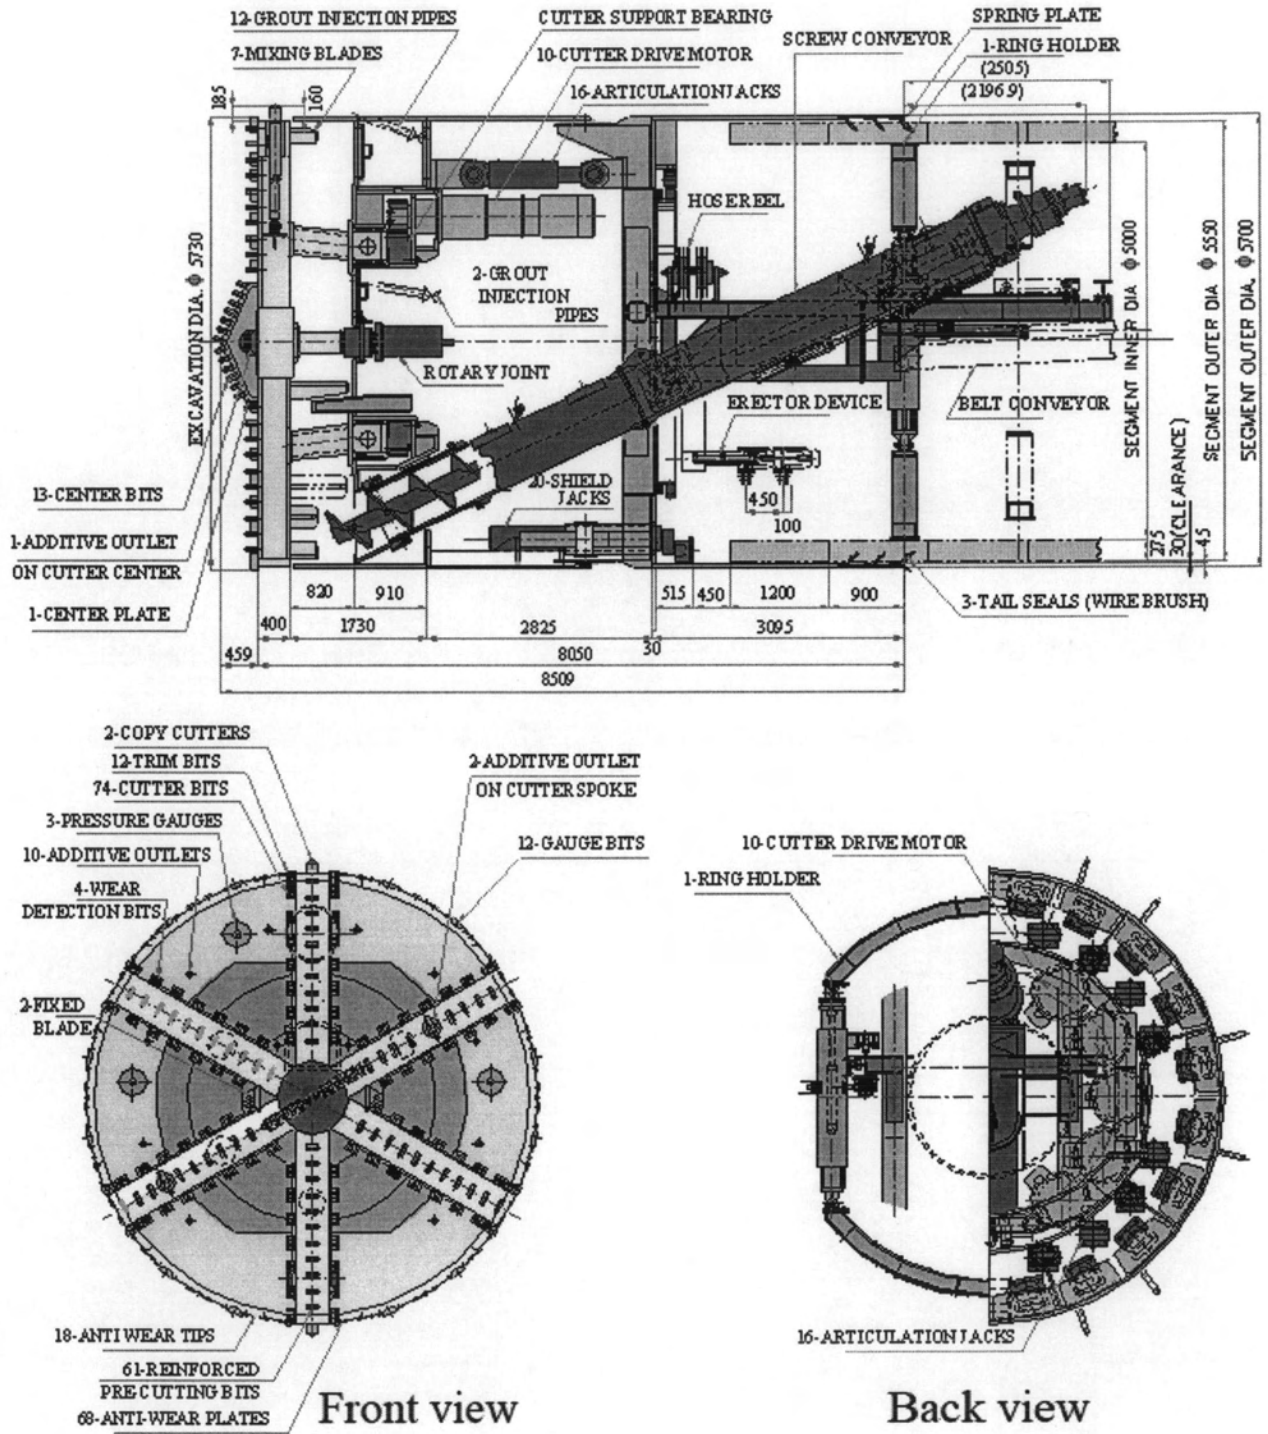 12-GROUT INJECTION PIPES
CUTTER SUPPORT BEARING
SPRING PLATE
7-MIXING BLADES
10-CUTTER DRIVE MOTOR
SCREW CONVEYOR
1-RING HOLDER
16-ARTICULATION JACKS
(2505)
(2196.9)
185
160
HOSE REEL
EXCAVATION DIA. Φ 5730
2-GROUT
INJECTION
PIPES
SEGMENT INNER DIA Φ 5000
SEGMENT OUTER DIA Φ 5550
SEGMENT OUTER DIA. Φ 5700
ROTARY JOINT
ERECTOR DEVICE
BELT CONVEYOR
13-CENTER BITS
20-SHIELD
JACKS
450
100
1-ADDITIVE OUTLET
ON CUTTER CENTER
275
30(CLEARANCE)
45
1-CENTER PLATE
820
910
515
450
1200
900
3-TAIL SEALS (WIRE BRUSH)
400
1730
2825
30
3095
459
8050
8509
2-COPY CUTTERS
12-TRIM BITS
74-CUTTER BITS
3-PRESSURE GAUGES
10-ADDITIVE OUTLETS
4-WEAR
DETECTION BITS
2-FIXED
BLADE
2-ADDITIVE OUTLET
ON CUTTER SPOKE
12-GAUGE BITS
18-ANTI WEAR TIPS
61-REINFORCED
PRECUTTING BITS
68-ANTI-WEAR PLATES
Front view
10-CUTTER DRIVE MOTOR
1-RING HOLDER
16-ARTICULATION JACKS
Back view